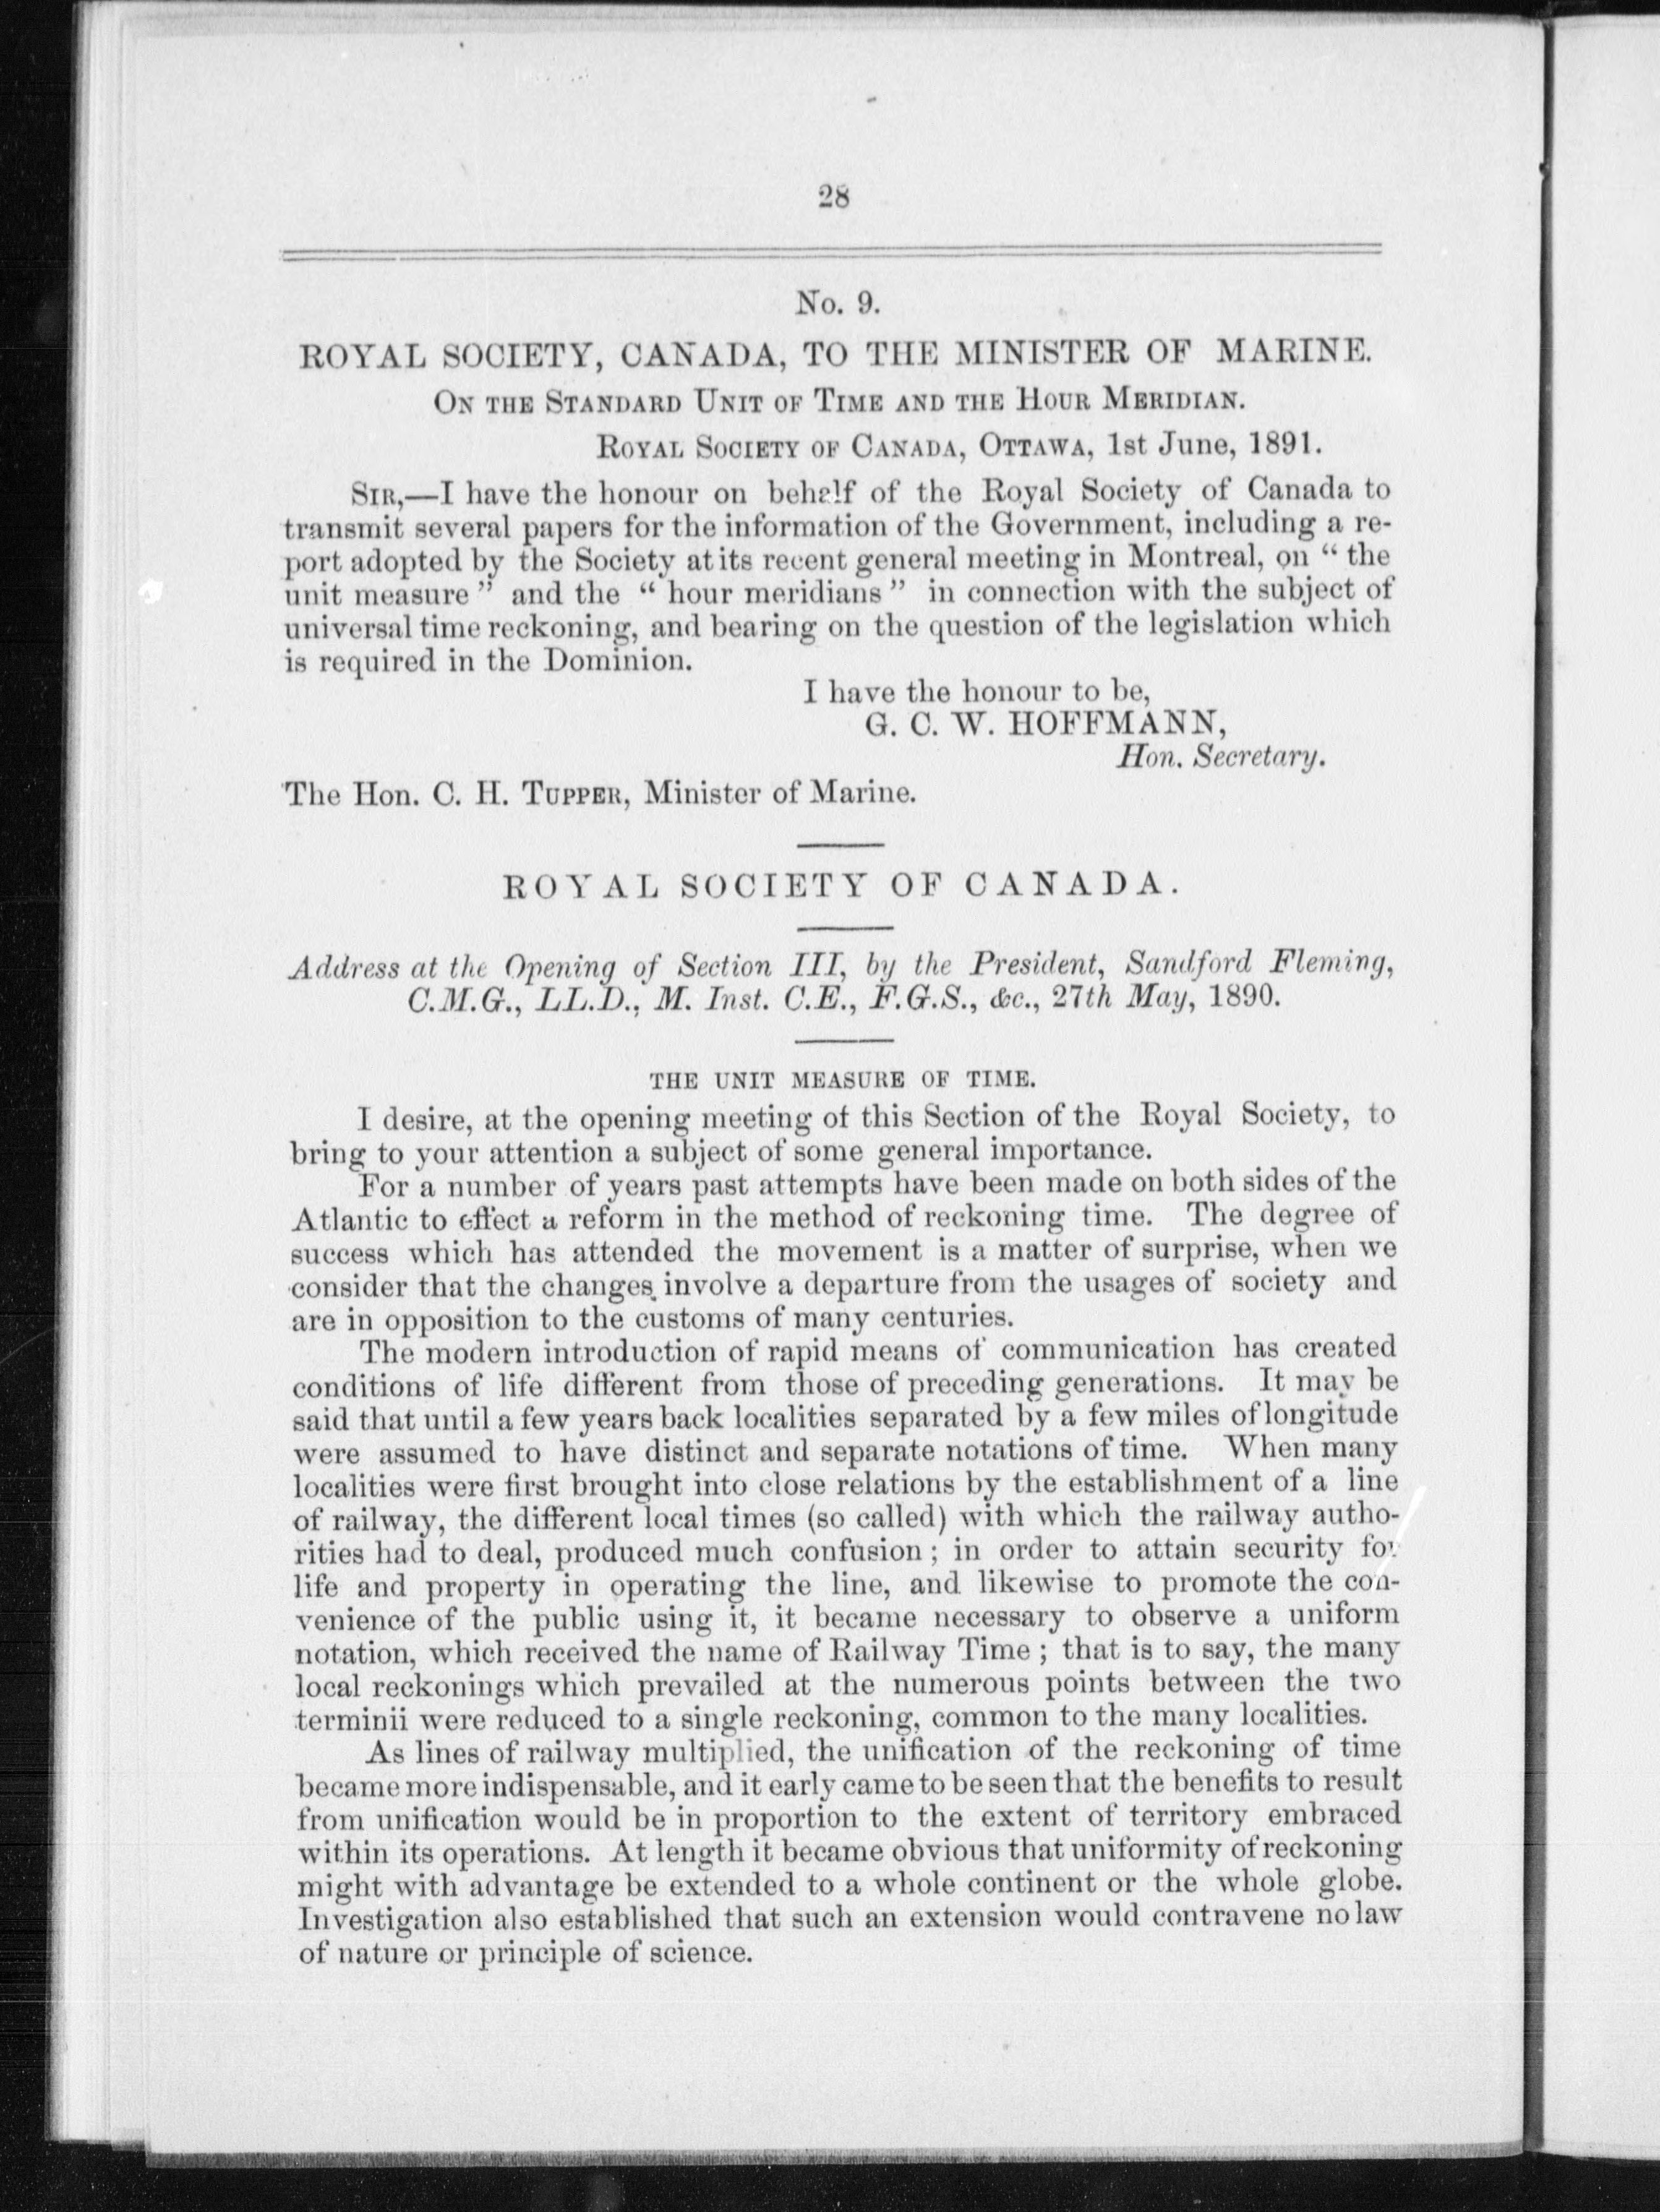 28
No. 9.
ROYAL SOCIETY, CANADA, TO THE MINISTER OF MARINE.
ON THE STANDARD UNIT OF TIME AND THE HOUR MERIDIAN.
ROYAL SOCIETY OF CANADA, OTTAWA, 1st June, 1891.
SIR,—I have the honour on behalf of the Royal Society of Canada to
transmit several papers for the information of the Government, including a re-
port adopted by the Society at its recent general meeting in Montreal, on “ the
unit measure ” and the “ hour meridians ” in connection with the subject of
universal time reckoning, and bearing on the question of the legislation which
is required in the Dominion.
I have the honour to be,
G. C. W. HOFFMANN,
Hon. Secretary.
The Hon. C. H. TUPPER, Minister of Marine.
ROYAL SOCIETY OF CANADA.
Address at the Opening of Section III, by the President, Sandford Fleming,
C.M.G., LL.D., M. Inst. C.E., F.G.S., &c., 27th May, 1890.
THE UNIT MEASURE OF TIME.
I desire, at the opening meeting of this Section of the Royal Society, to
bring to your attention a subject of some general importance.
For a number of years past attempts have been made on both sides of the
Atlantic to effect a reform in the method of reckoning time. The degree of
success which has attended the movement is a matter of surprise, when we
consider that the changes involve a departure from the usages of society and
are in opposition to the customs of many centuries.
The modern introduction of rapid means of communication has created
conditions of life different from those of preceding generations. It may be
said that until a few years back localities separated by a few miles of longitude
were assumed to have distinct and separate notations of time. When many
localities were first brought into close relations by the establishment of a line
of railway, the different local times (so called) with which the railway autho-
rities had to deal, produced much confusion ; in order to attain security for
life and property in operating the line, and likewise to promote the con-
venience of the public using it, it became necessary to observe a uniform
notation, which received the name of Railway Time ; that is to say, the many
local reckonings which prevailed at the numerous points between the two
terminii were reduced to a single reckoning, common to the many localities.
As lines of railway multiplied, the unification of the reckoning of time
became more indispensable, and it early came to be seen that the benefits to result
from unification would be in proportion to the extent of territory embraced
within its operations. At length it became obvious that uniformity of reckoning
might with advantage be extended to a whole continent or the whole globe.
Investigation also established that such an extension would contravene no law
of nature or principle of science.